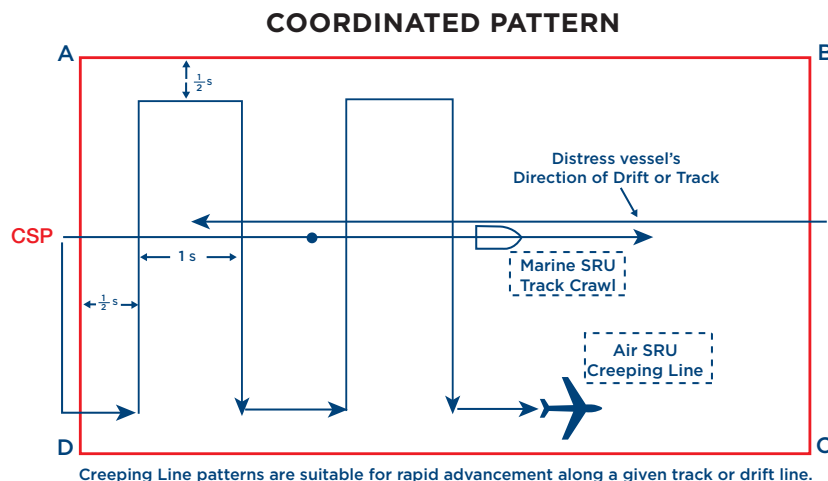 COORDINATED PATTERN
A
B
½ s
Distress vessel's
Direction of Drift or Track
CSP
1 s
Marine SRU
Track Crawl
½ s
Air SRU
Creeping Line
D
C
Creeping Line patterns are suitable for rapid advancement along a given track or drift line.